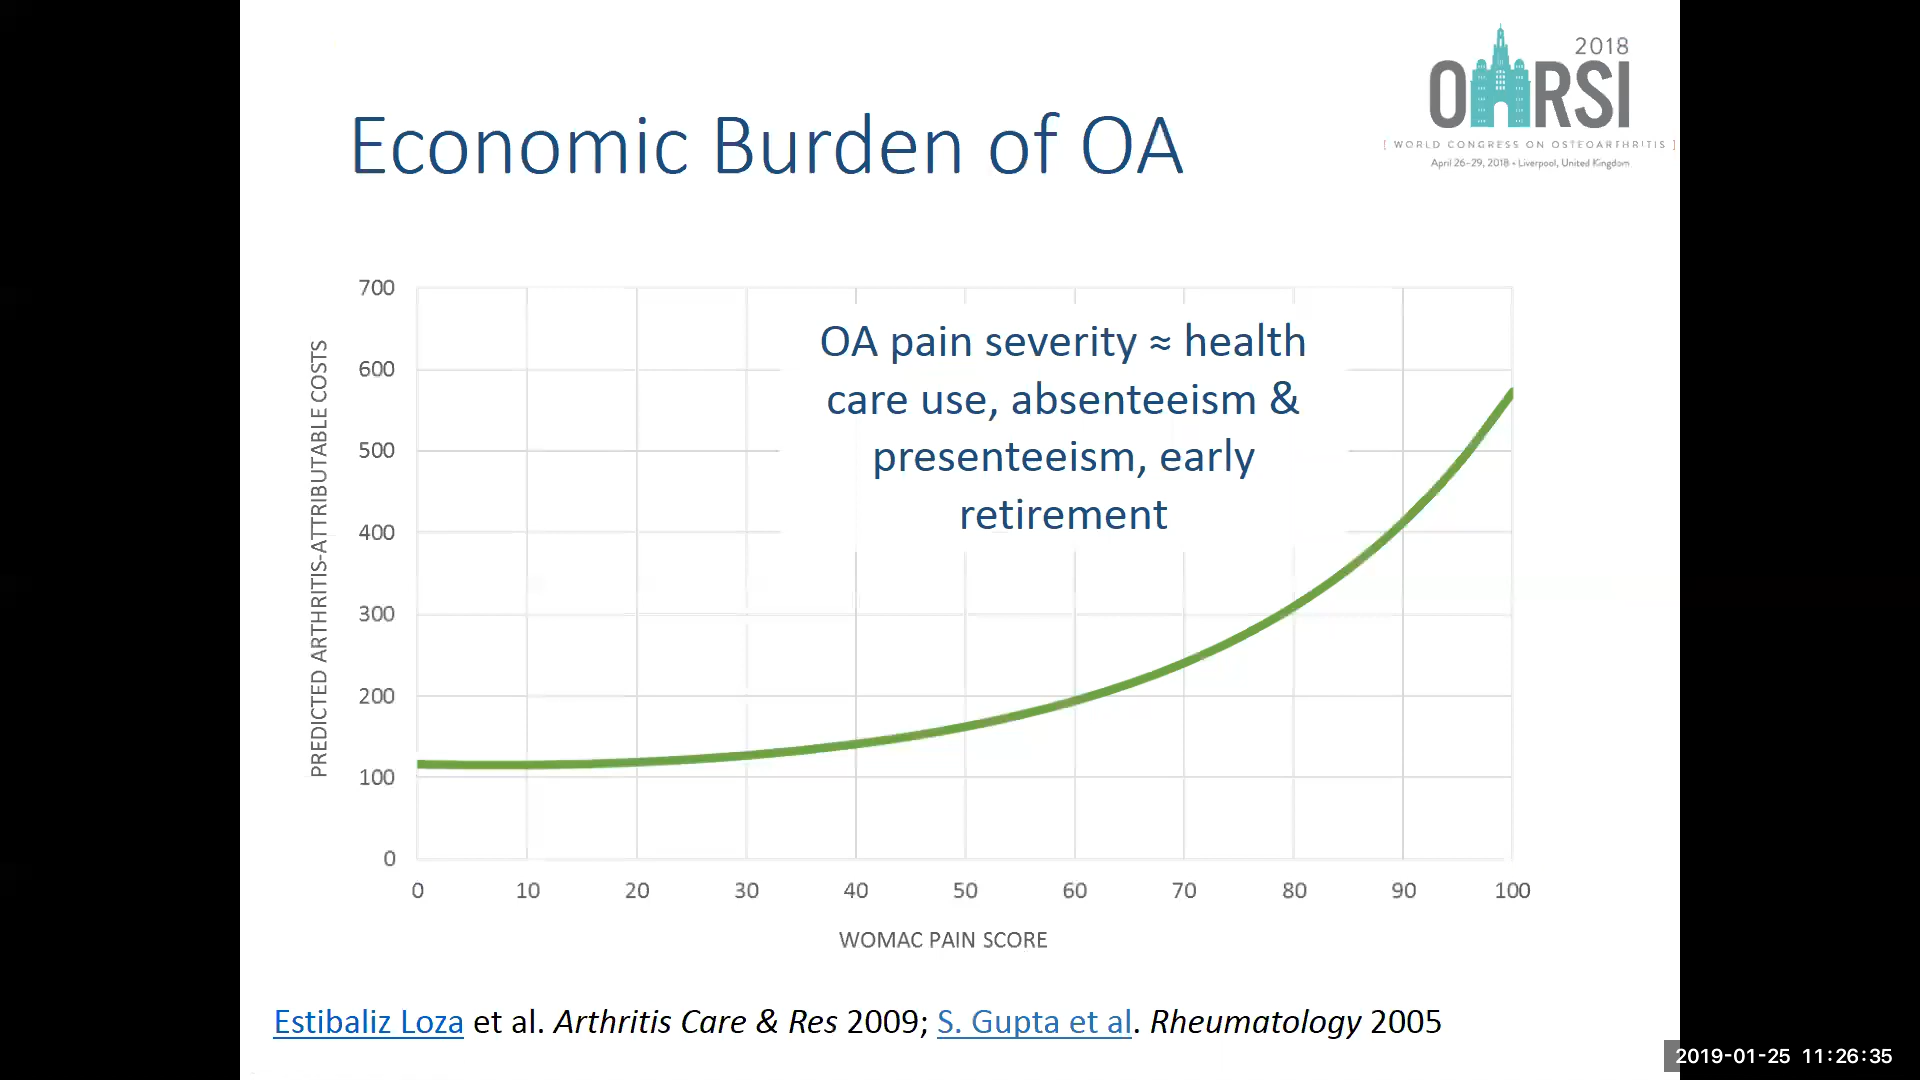 2018
OARSI
[ WORLD CONGRESS ON OSTEOARTHRITIS ]
April 26–29, 2018 • Liverpool, United Kingdom
Economic Burden of OA
OA pain severity ≈ health
care use, absenteeism &
presenteeism, early
retirement
PREDICTED ARTHRITIS-ATTRIBUTABLE COSTS
700
600
500
400
300
200
100
0
0 10 20 30 40 50 60 70 80 90 100
WOMAC PAIN SCORE
Estibaliz Loza et al. Arthritis Care & Res 2009; S. Gupta et al. Rheumatology 2005
2019-01-25 11:26:35